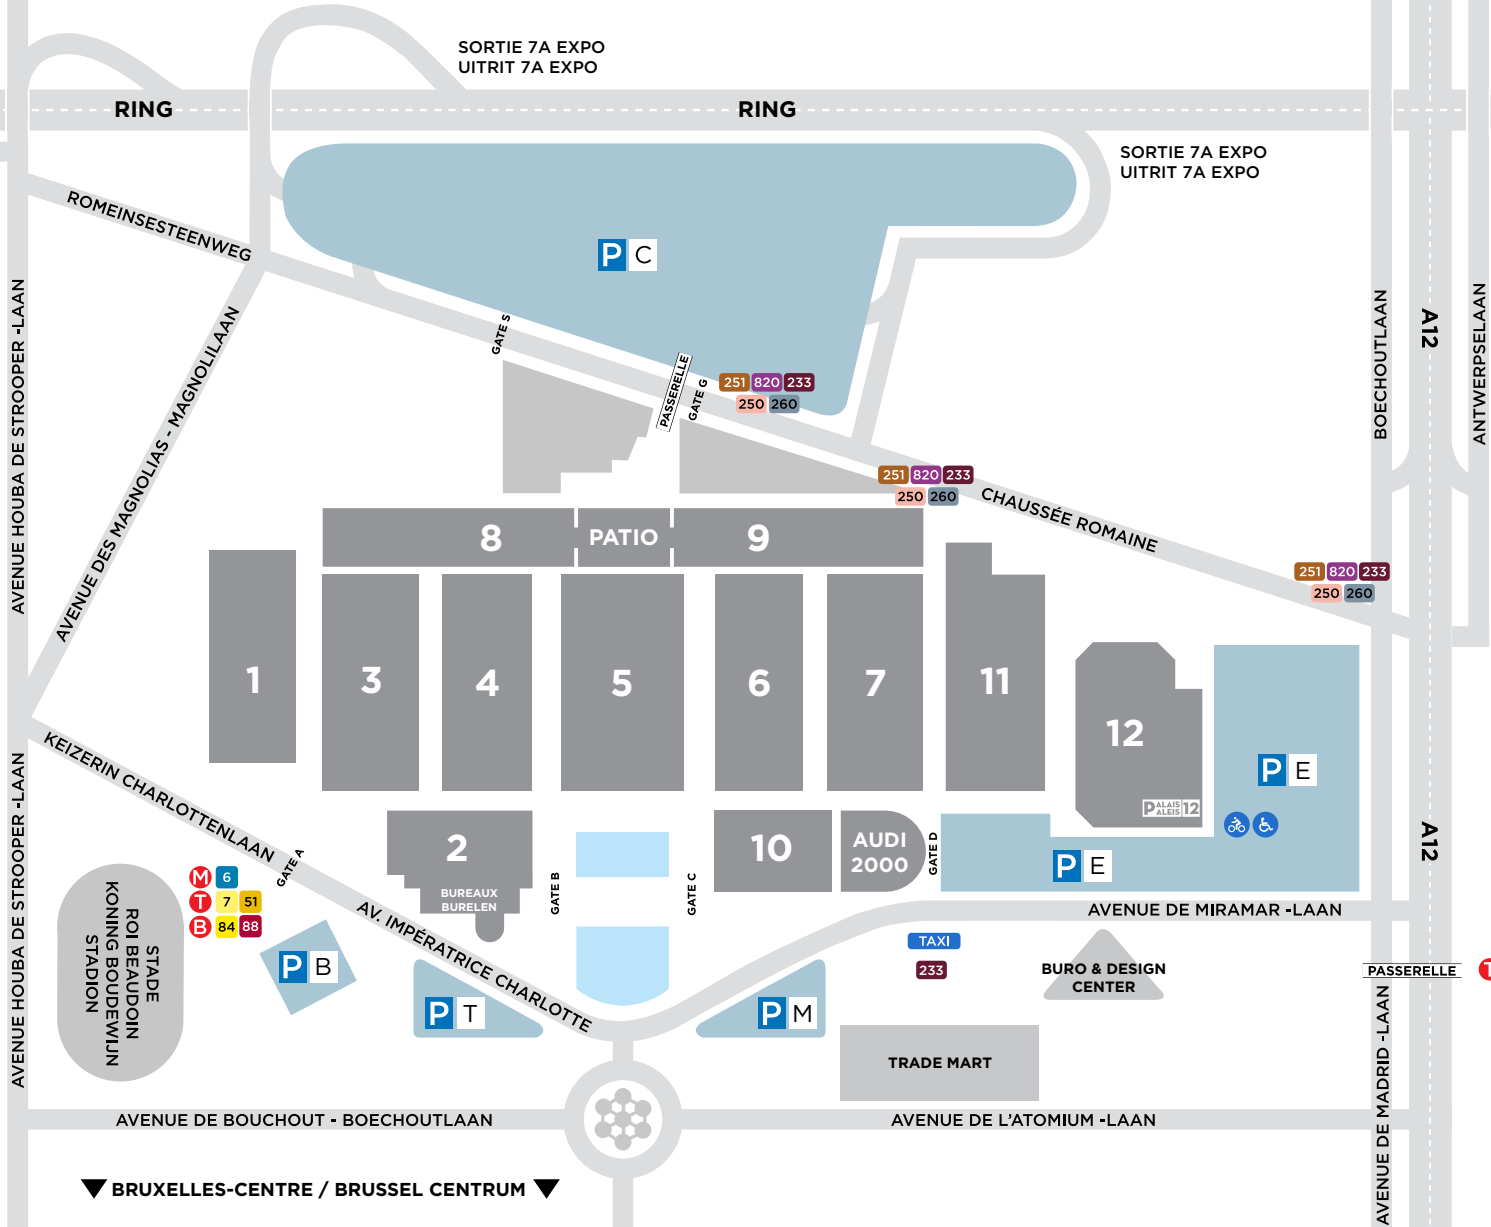 SORTIE 7A EXPO
UITRIT 7A EXPO
RING
RING
SORTIE 7A EXPO
UITRIT 7A EXPO
ROMEINSESTEENWEG
P C
AVENUE HOUBA DE STROOPER -LAAN
AVENUE DES MAGNOLIAS - MAGNOLILAAN
GATE S
PASSERELLE
GATE G
251 820 233
250 260
BOECHOUTLAAN
A12
ANTWERPSELAAN
251 820 233
250 260
CHAUSSÉE ROMAINE
251 820 233
250 260
8
PATIO
9
1
3
4
5
6
7
11
12
PALAIS 12
PALEIS
P E
KEIZERIN CHARLOTTENLAAN
AVENUE HOUBA DE STROOPER -LAAN
GATE A
2
BUREAUX
BURELEN
GATE B
GATE C
10
AUDI
2000
GATE D
P E
A12
M 6
T 7 51
B 84 88
STADE
ROI BEAUDOIN
KONING BOUDEWIJN
STADION
P B
AV. IMPÉRATRICE CHARLOTTE
P T
P M
AVENUE DE MIRAMAR -LAAN
TAXI
233
BURO & DESIGN
CENTER
PASSERELLE
T
TRADE MART
AVENUE DE MADRID -LAAN
AVENUE DE BOUCHOUT - BOECHOUTLAAN
AVENUE DE L'ATOMIUM -LAAN
BRUXELLES-CENTRE / BRUSSEL CENTRUM